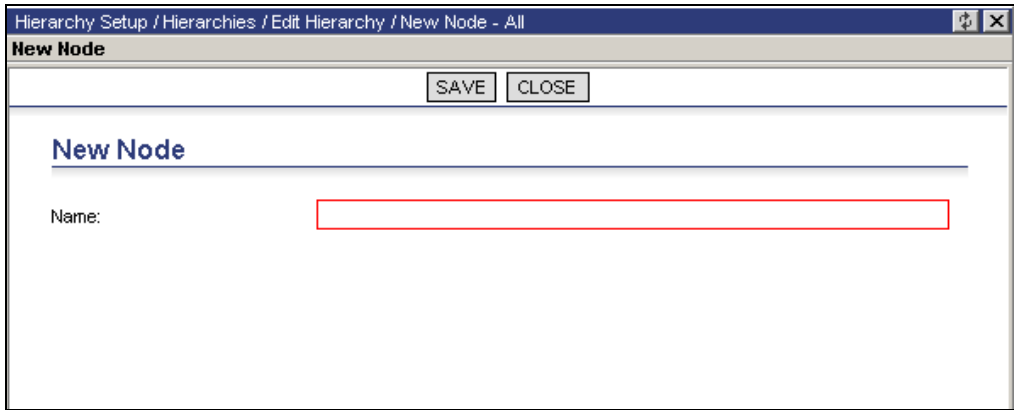 Hierarchy Setup / Hierarchies / Edit Hierarchy / New Node - All
New Node
SAVE CLOSE
New Node
Name: